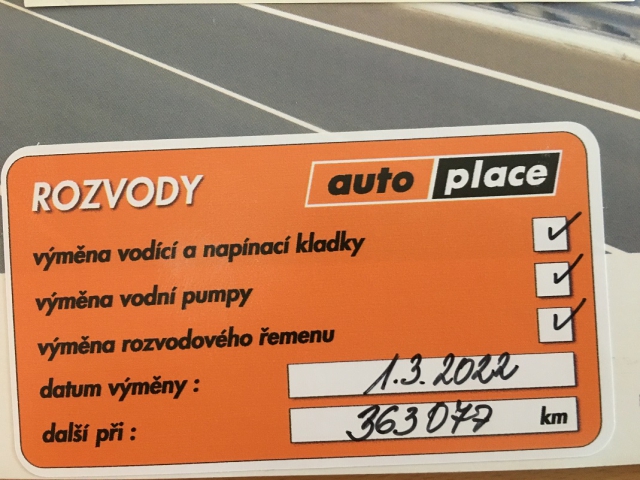 ROZVODY
auto place
výměna vodící a napínací kladky
výměna vodní pumpy
výměna rozvodového řemenu
datum výměny : 1.3.2022
další při : 363077 km